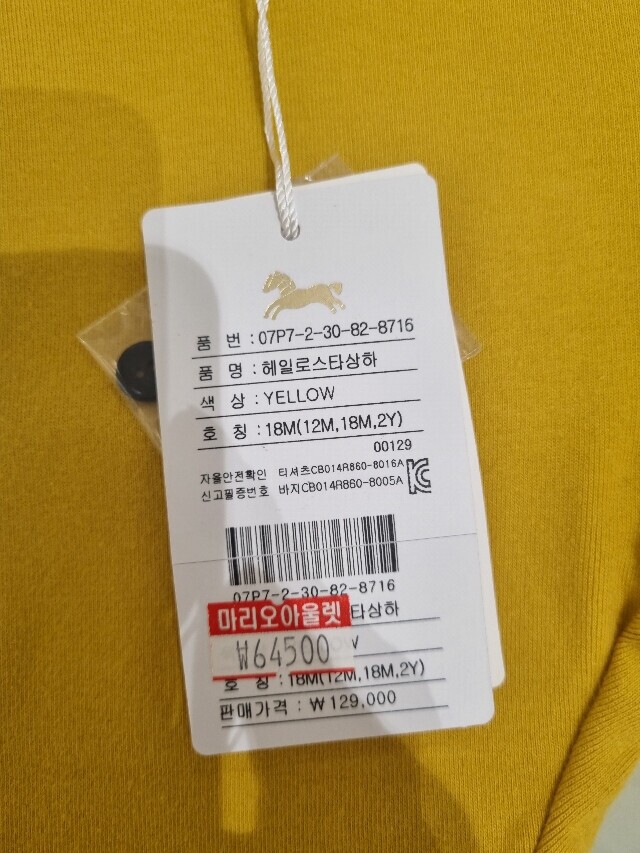 품 번 : 07P7-2-30-82-8716
품 명 : 헤일로스타상하
색 상 : YELLOW
호 칭 : 18M(12M,18M,2Y)
00129
자율안전확인 티셔츠CB014R860-8016A
신고필증번호 바지CB014R860-8005A
07P7-2-30-82-8716
마리오아울렛 타상하
₩64500
호 칭 : 18M(12M,18M,2Y)
판매가격 : ₩129,000